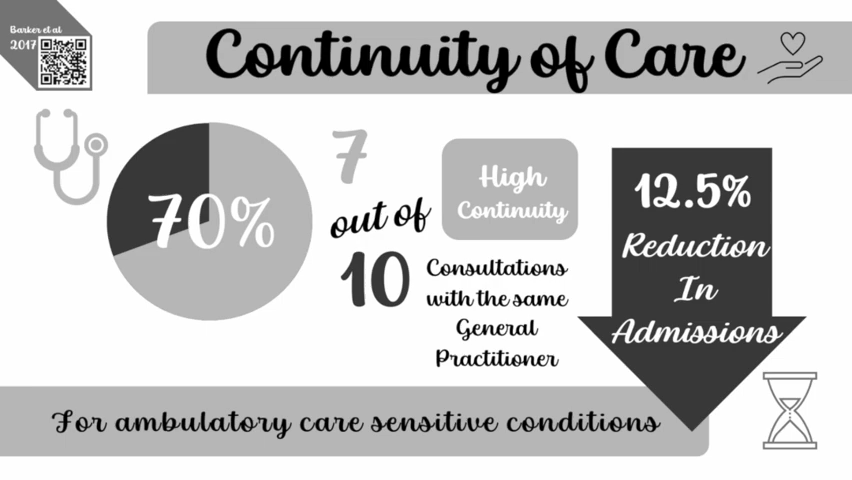 Barker et al
2017
Continuity of Care
70%
7
out of
10
High
Continuity
Consultations
with the same
General
Practitioner
12.5%
Reduction
In
Admissions
For ambulatory care sensitive conditions